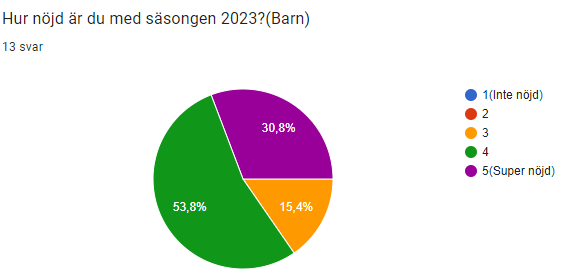 Hur nöjd är du med säsongen 2023?(Barn)
13 svar
30,8%
53,8%
15,4%
1(Inte nöjd)
2
3
4
5(Super nöjd)